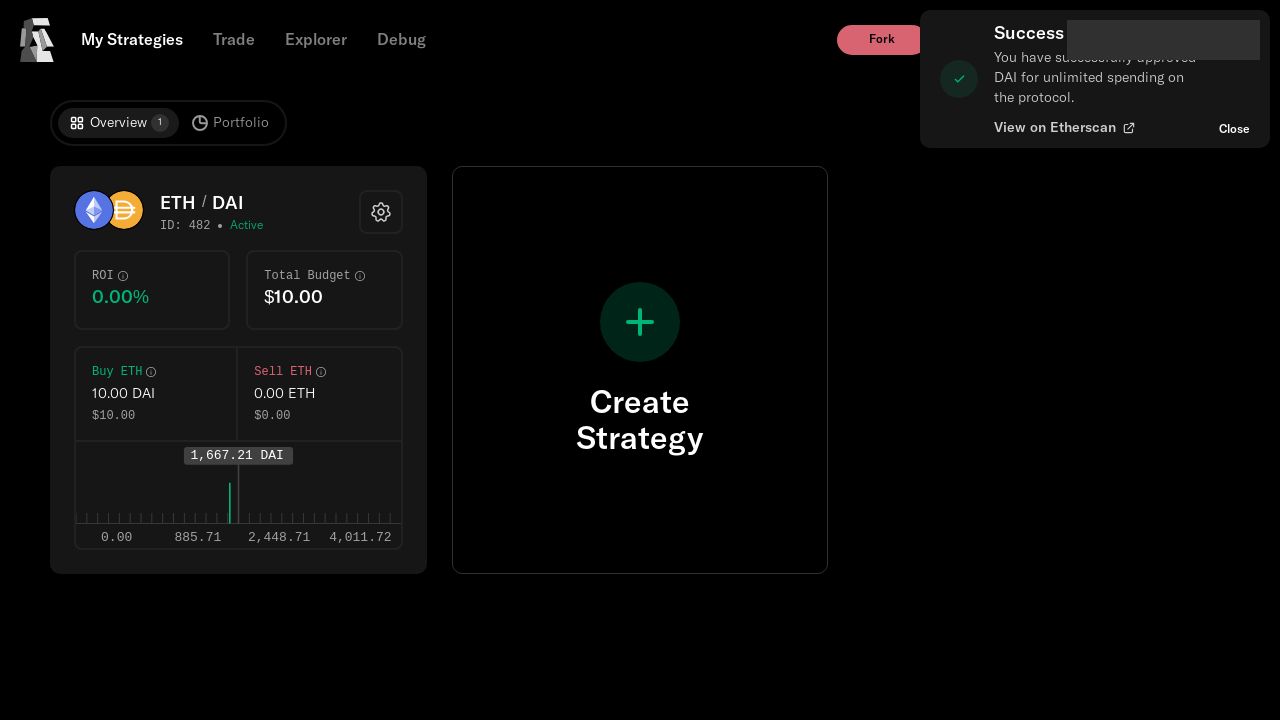 My Strategies
Trade
Explorer
Debug
Fork
Success
You have successfully approved
DAI for unlimited spending on
the protocol.
View on Etherscan
Close
Overview 1
Portfolio
ETH / DAI
ID: 482 • Active
ROI
0.00%
Total Budget
$10.00
Buy ETH
10.00 DAI
$10.00
Sell ETH
0.00 ETH
$0.00
1,667.21 DAI
0.00 885.71 2,448.71 4,011.72
Create
Strategy